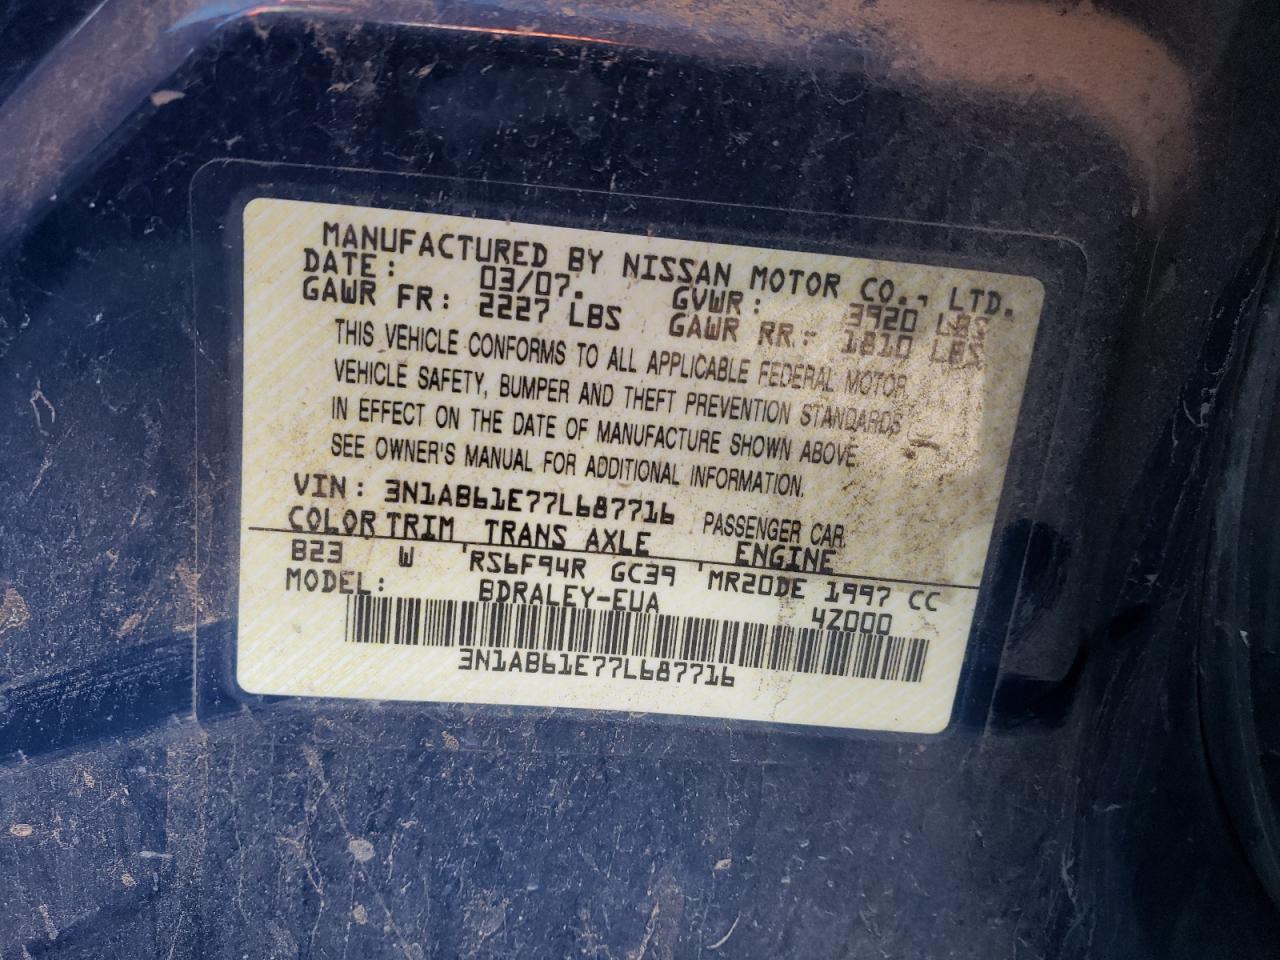 MANUFACTURED BY NISSAN MOTOR CO., LTD.
DATE: 03/07. GVWR: 3920 LBS
GAWR FR: 2227 LBS GAWR RR: 1810 LBS
THIS VEHICLE CONFORMS TO ALL APPLICABLE FEDERAL MOTOR
VEHICLE SAFETY, BUMPER AND THEFT PREVENTION STANDARDS
IN EFFECT ON THE DATE OF MANUFACTURE SHOWN ABOVE.
SEE OWNER'S MANUAL FOR ADDITIONAL INFORMATION.
VIN: 3N1AB61E77L687716 PASSENGER CAR
COLOR TRIM TRANS AXLE ENGINE
B23 W RS6F94R GC39 MR20DE 1997 CC
MODEL: BDRALEY-EUA 4Z000
3N1AB61E77L687716